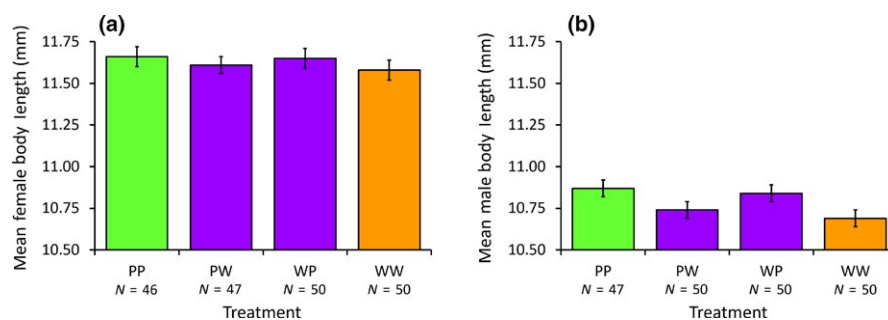 (a)
Mean female body length (mm)
11.75
11.50
11.25
11.00
10.75
10.50
PP PW WP WW
N = 46 N = 47 N = 50 N = 50
Treatment
(b)
Mean male body length (mm)
11.75
11.50
11.25
11.00
10.75
10.50
PP PW WP WW
N = 47 N = 50 N = 50 N = 50
Treatment